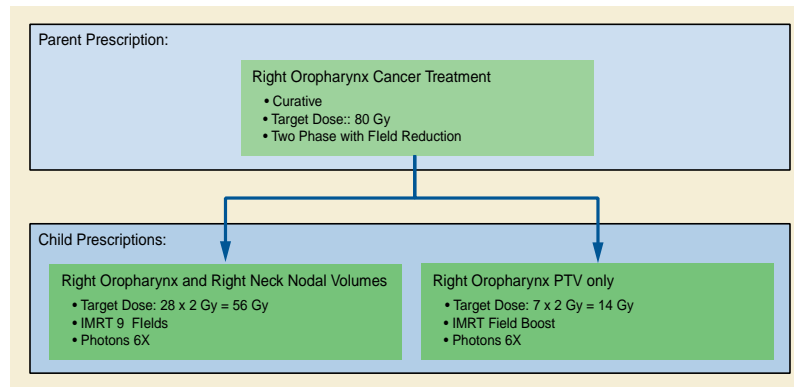 Parent Prescription:
Right Oropharynx Cancer Treatment
• Curative
• Target Dose:: 80 Gy
• Two Phase with FIeld Reduction
Child Prescriptions:
Right Oropharynx and Right Neck Nodal Volumes
• Target Dose: 28 x 2 Gy = 56 Gy
• IMRT 9 FIelds
• Photons 6X
Right Oropharynx PTV only
• Target Dose: 7 x 2 Gy = 14 Gy
• IMRT Field Boost
• Photons 6X